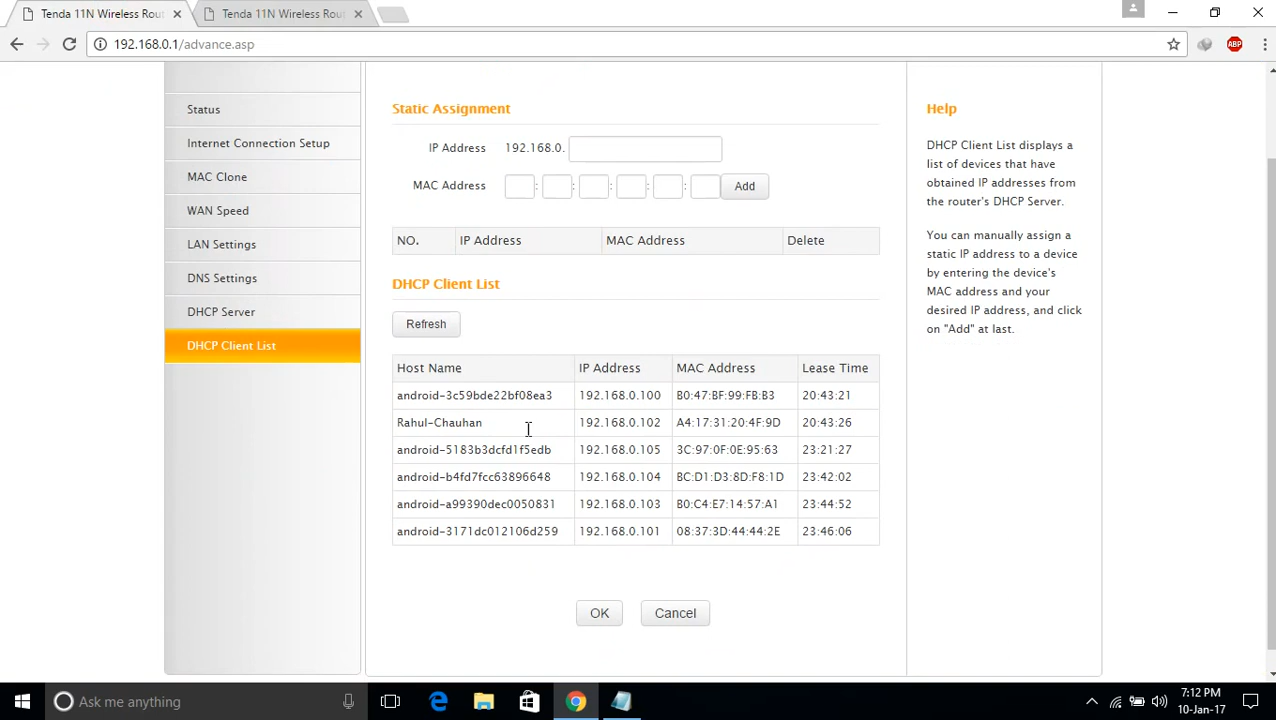 Tenda 11N Wireless Rou
Tenda 11N Wireless Rou
192.168.0.1/advance.asp
ABP
Status
Internet Connection Setup
MAC Clone
WAN Speed
LAN Settings
DNS Settings
DHCP Server
DHCP Client List
Static Assignment
IP Address 192.168.0.
MAC Address : : : : : Add
NO. IP Address MAC Address Delete
DHCP Client List
Refresh
Host Name IP Address MAC Address Lease Time
android-3c59bde22bf08ea3 192.168.0.100 B0:47:BF:99:FB:B3 20:43:21
Rahul-Chauhan 192.168.0.102 A4:17:31:20:4F:9D 20:43:26
android-5183b3dcfd1f5edb 192.168.0.105 3C:97:0F:0E:95:63 23:21:27
android-b4fd7fcc63896648 192.168.0.104 BC:D1:D3:8D:F8:1D 23:42:02
android-a99390dec0050831 192.168.0.103 B0:C4:E7:14:57:A1 23:44:52
android-3171dc012106d259 192.168.0.101 08:37:3D:44:44:2E 23:46:06
OK Cancel
Help
DHCP Client List displays a
list of devices that have
obtained IP addresses from
the router's DHCP Server.
You can manually assign a
static IP address to a device
by entering the device's
MAC address and your
desired IP address, and click
on "Add" at last.
Ask me anything
7:12 PM
10-Jan-17